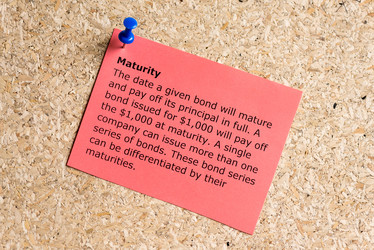 Maturity
The date a given bond will mature
and pay off its principal in full. A
bond issued for $1,000 will pay off
the $1,000 at maturity. A single
company can issue more than one
series of bonds. These bond series
can be differentiated by their
maturities.